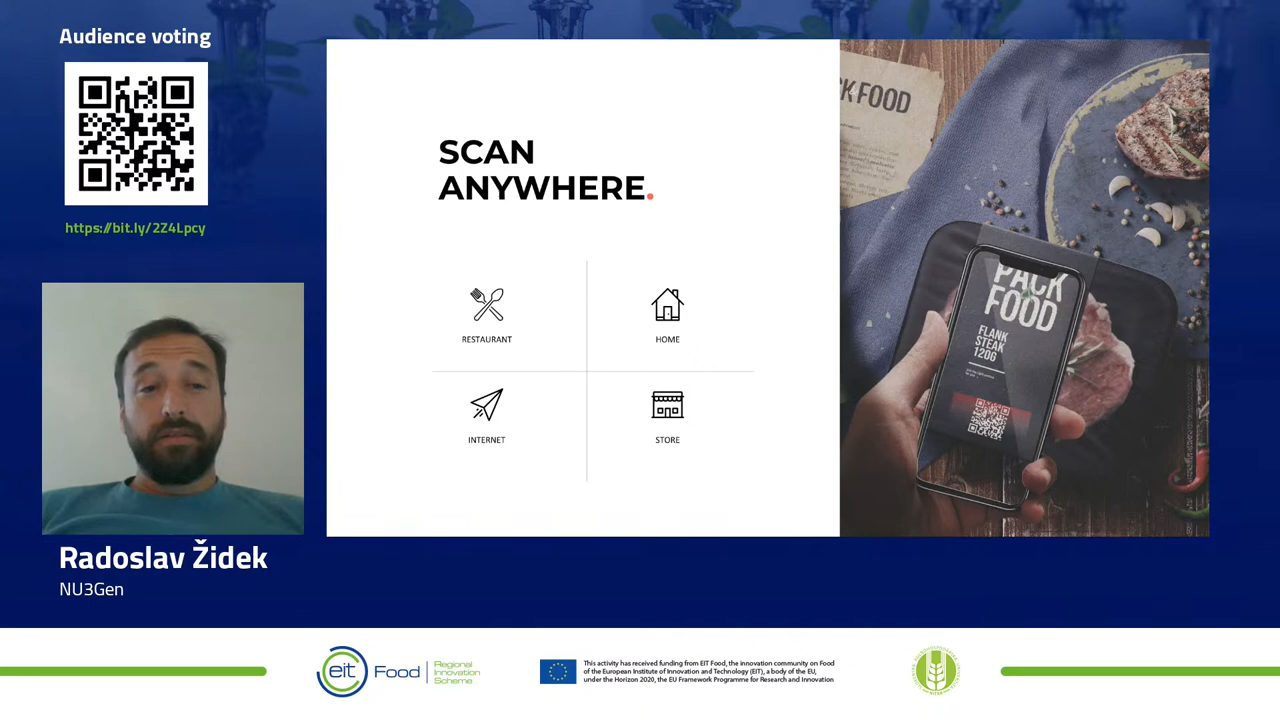 Audience voting
https://bit.ly/2Z4Lpcy
Radoslav Židek
NU3Gen
SCAN
ANYWHERE.
RESTAURANT
HOME
INTERNET
STORE
CK FOOD
PACK
FOOD
FLANK
STEAK
120G
eit Food
Regional
Innovation
Scheme
This activity has received funding from EIT Food, the innovation community on Food
of the European Institute of Innovation and Technology (EIT), a body of the EU,
under the Horizon 2020, the EU Framework Programme for Research and Innovation